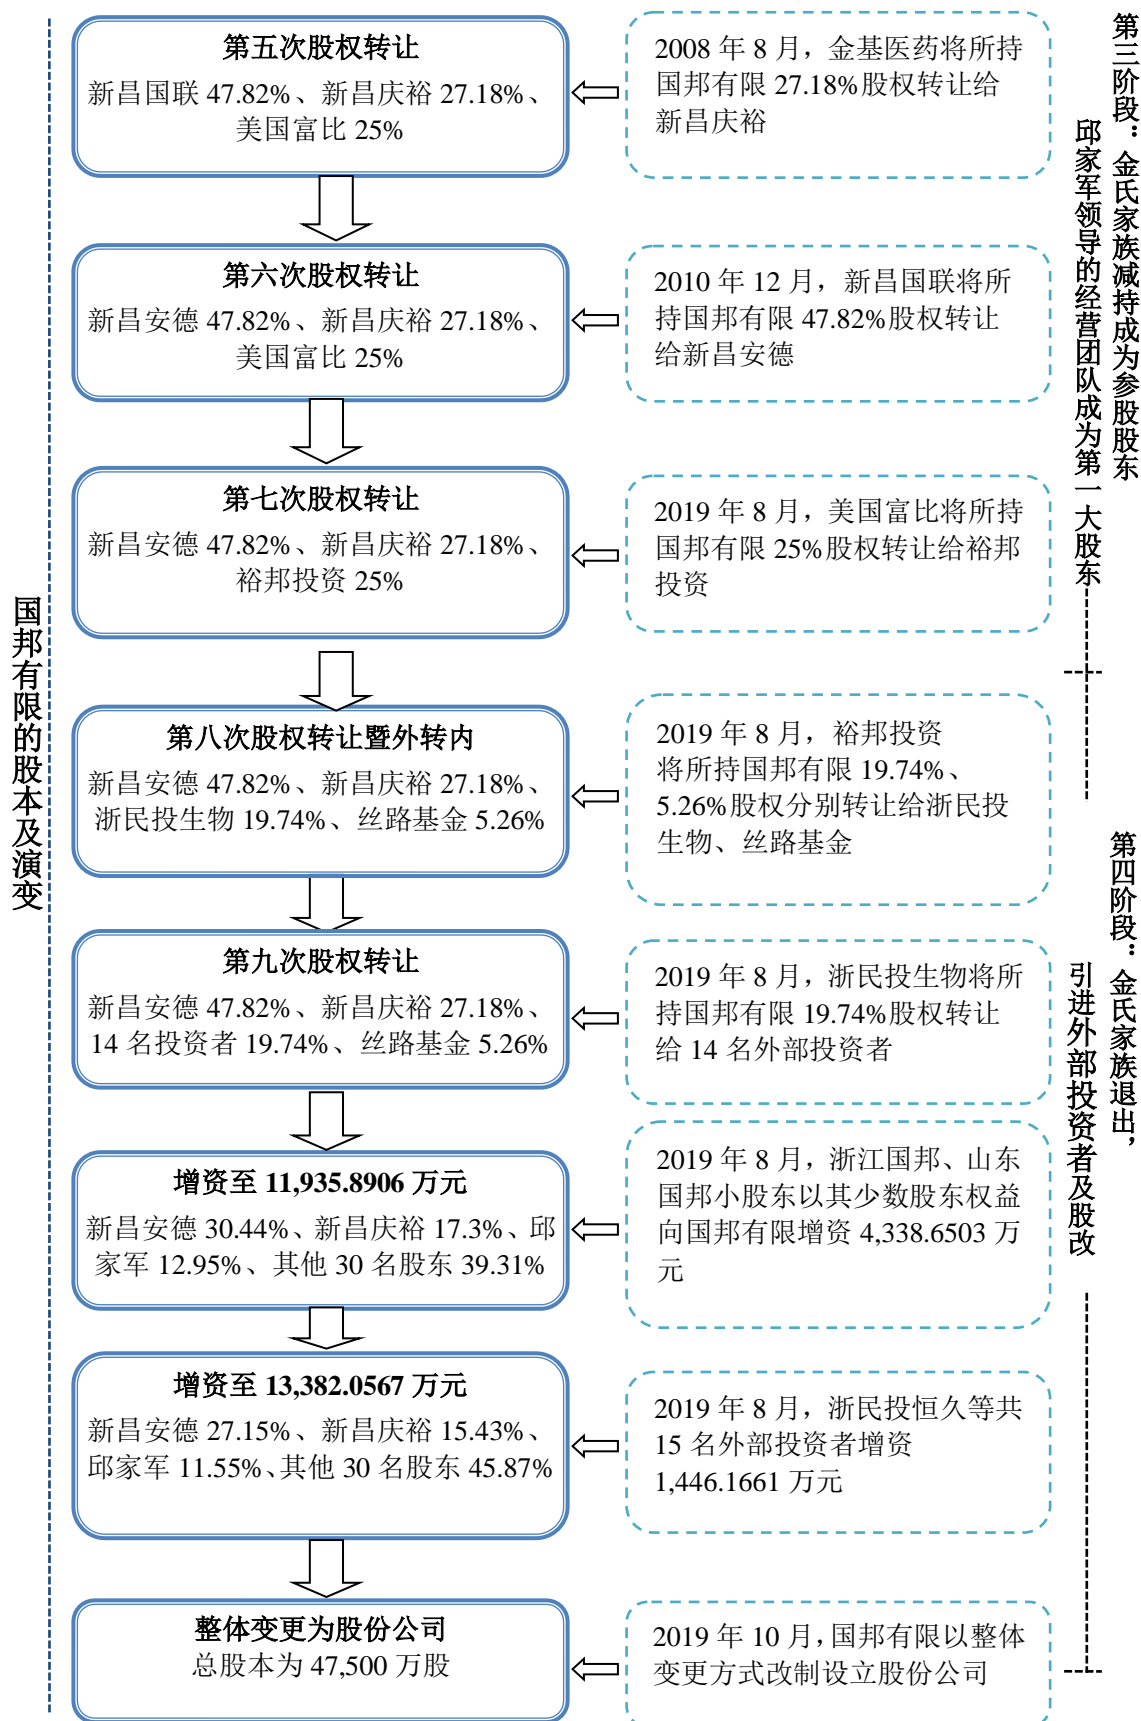 国邦有限的股本及演变
第五次股权转让
新昌国联 47.82%、新昌庆裕 27.18%、
美国富比 25%
2008 年 8 月，金基医药将所持
国邦有限 27.18%股权转让给
新昌庆裕
第六次股权转让
新昌安德 47.82%、新昌庆裕 27.18%、
美国富比 25%
2010 年 12 月，新昌国联将所
持国邦有限 47.82%股权转让
给新昌安德
第七次股权转让
新昌安德 47.82%、新昌庆裕 27.18%、
裕邦投资 25%
2019 年 8 月，美国富比将所持
国邦有限 25%股权转让给裕邦
投资
第三阶段：金氏家族减持成为参股股东
邱家军领导的经营团队成为第一大股东
第八次股权转让暨外转内
新昌安德 47.82%、新昌庆裕 27.18%、
浙民投生物 19.74%、丝路基金 5.26%
2019 年 8 月，裕邦投资
将所持国邦有限 19.74%、
5.26%股权分别转让给浙民投
生物、丝路基金
第九次股权转让
新昌安德 47.82%、新昌庆裕 27.18%、
14 名投资者 19.74%、丝路基金 5.26%
2019 年 8 月，浙民投生物将所
持国邦有限 19.74%股权转让
给 14 名外部投资者
增资至 11,935.8906 万元
新昌安德 30.44%、新昌庆裕 17.3%、邱
家军 12.95%、其他 30 名股东 39.31%
2019 年 8 月，浙江国邦、山东
国邦小股东以其少数股东权益
向国邦有限增资 4,338.6503 万
元
增资至 13,382.0567 万元
新昌安德 27.15%、新昌庆裕 15.43%、
邱家军 11.55%、其他 30 名股东 45.87%
2019 年 8 月，浙民投恒久等共
15 名外部投资者增资
1,446.1661 万元
整体变更为股份公司
总股本为 47,500 万股
2019 年 10 月，国邦有限以整体
变更方式改制设立股份公司
第四阶段：金氏家族退出，
引进外部投资者及股改